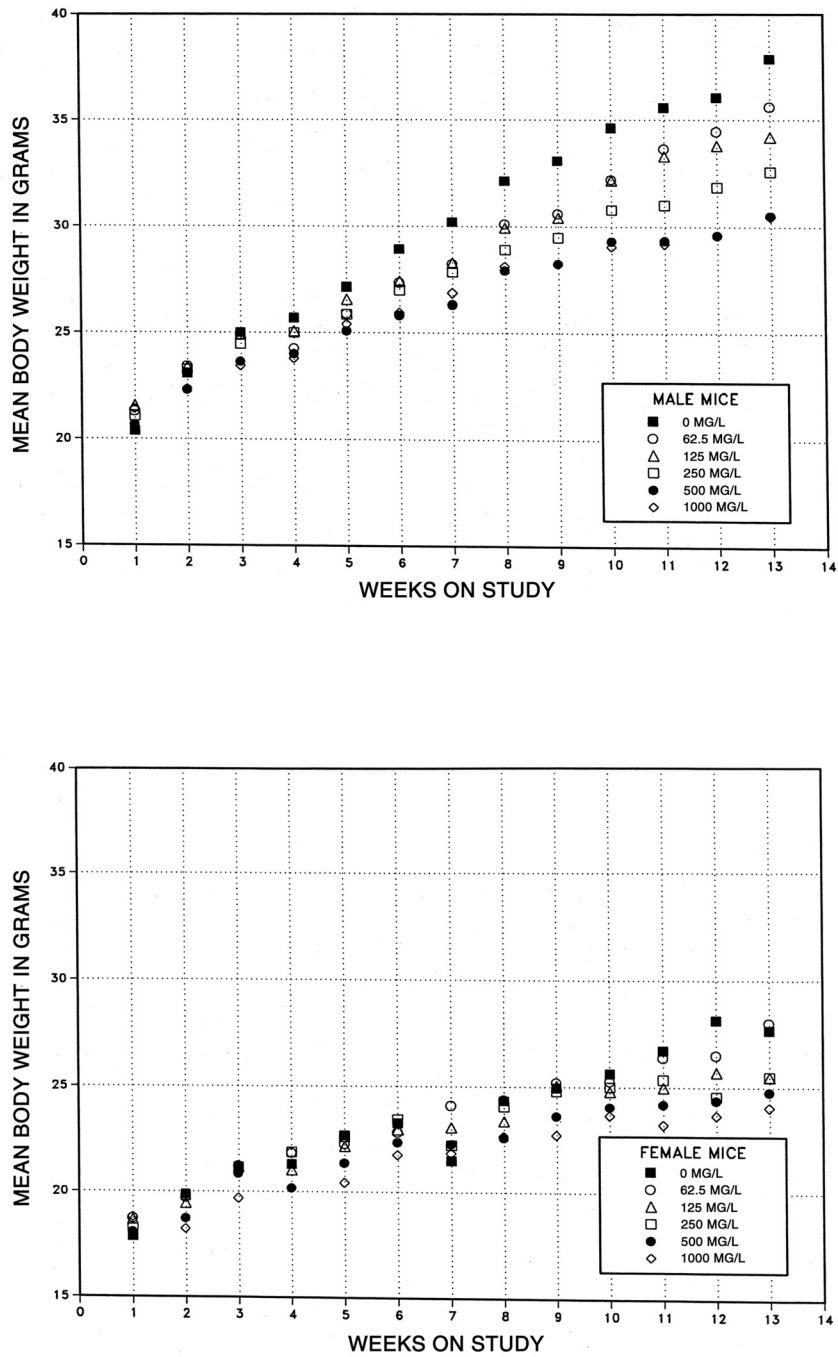 40
35
30
25
20
15
MEAN BODY WEIGHT IN GRAMS
MALE MICE
0 MG/L
62.5 MG/L
125 MG/L
250 MG/L
500 MG/L
1000 MG/L
0 1 2 3 4 5 6 7 8 9 10 11 12 13 14
WEEKS ON STUDY
40
35
30
25
20
15
MEAN BODY WEIGHT IN GRAMS
FEMALE MICE
0 MG/L
62.5 MG/L
125 MG/L
250 MG/L
500 MG/L
1000 MG/L
0 1 2 3 4 5 6 7 8 9 10 11 12 13 14
WEEKS ON STUDY